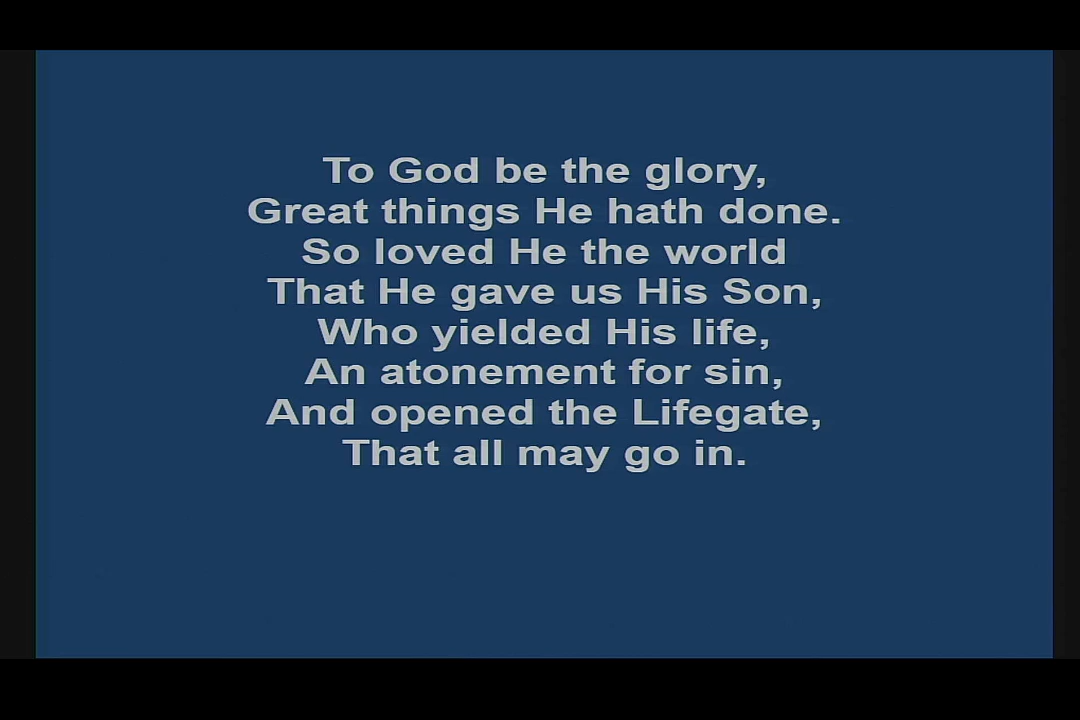 To God be the glory,
Great things He hath done.
So loved He the world
That He gave us His Son,
Who yielded His life,
An atonement for sin,
And opened the Lifegate,
That all may go in.